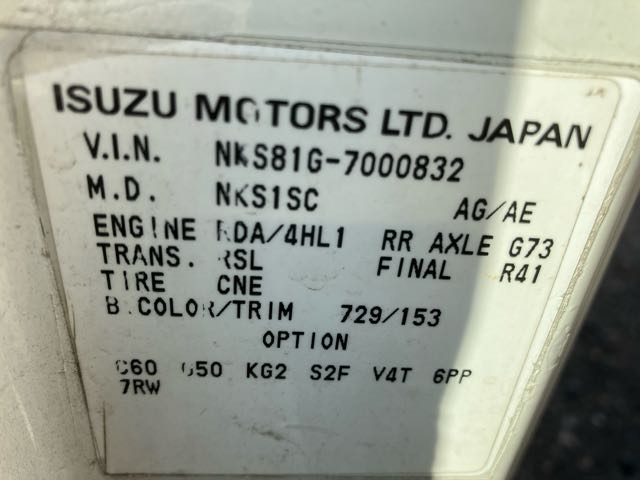 ISUZU MOTORS LTD. JAPAN
V.I.N. NKS81G-7000832
M.D. NKS1SC AG/AE
ENGINE RDA/4HL1 RR AXLE G73
TRANS. RSL FINAL R41
TIRE CNE
B.COLOR/TRIM 729/153
OPTION
C60 650 KG2 S2F V4T 6PP
7RW